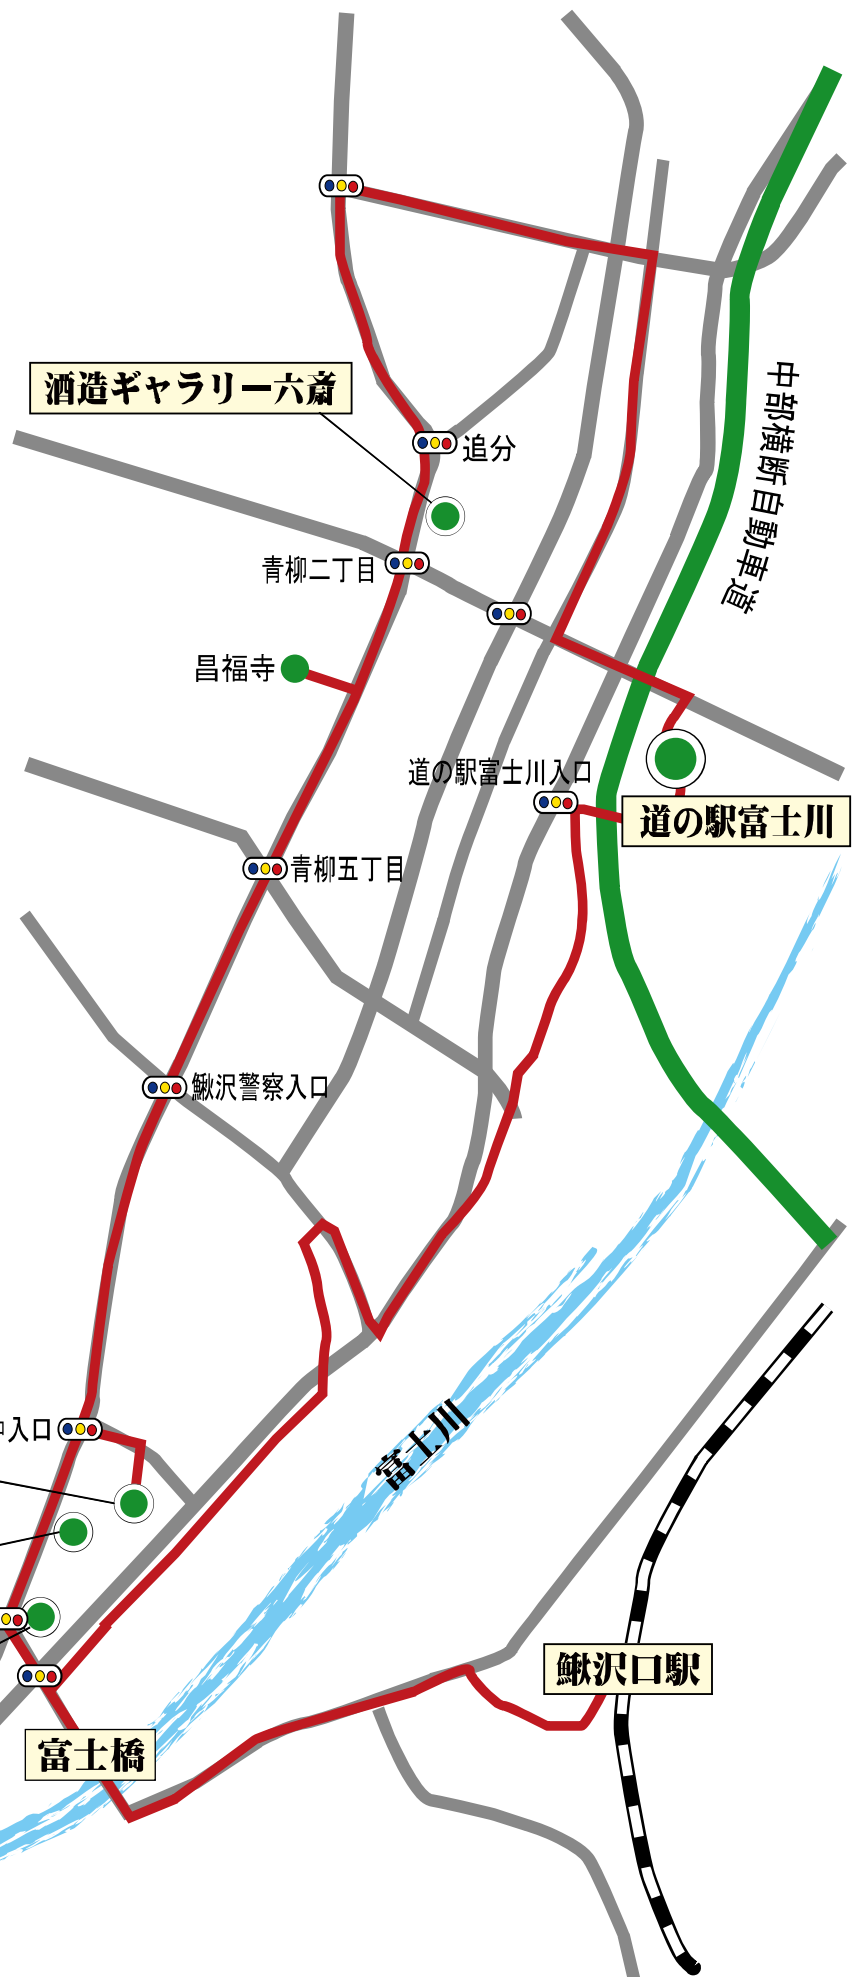 酒造ギャラリー六斎
追分
中部横断自動車道
青柳二丁目
昌福寺
道の駅富士川入口
道の駅富士川
青柳五丁目
鰍沢警察入口
入口
富士川
鰍沢口駅
富士橋